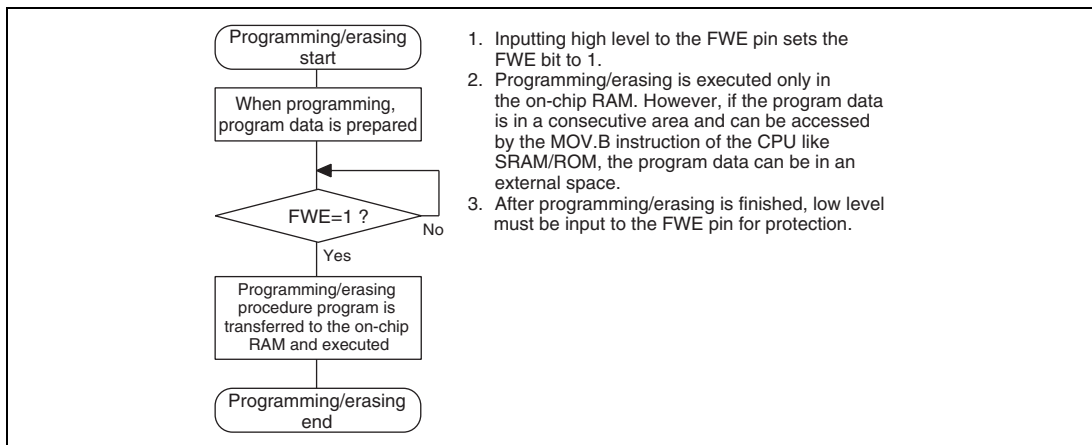 Programming/erasing
start
When programming,
program data is prepared
FWE=1 ?
No
Yes
Programming/erasing
procedure program is
transferred to the on-chip
RAM and executed
Programming/erasing
end
1. Inputting high level to the FWE pin sets the
FWE bit to 1.
2. Programming/erasing is executed only in
the on-chip RAM. However, if the program data
is in a consecutive area and can be accessed
by the MOV.B instruction of the CPU like
SRAM/ROM, the program data can be in an
external space.
3. After programming/erasing is finished, low level
must be input to the FWE pin for protection.